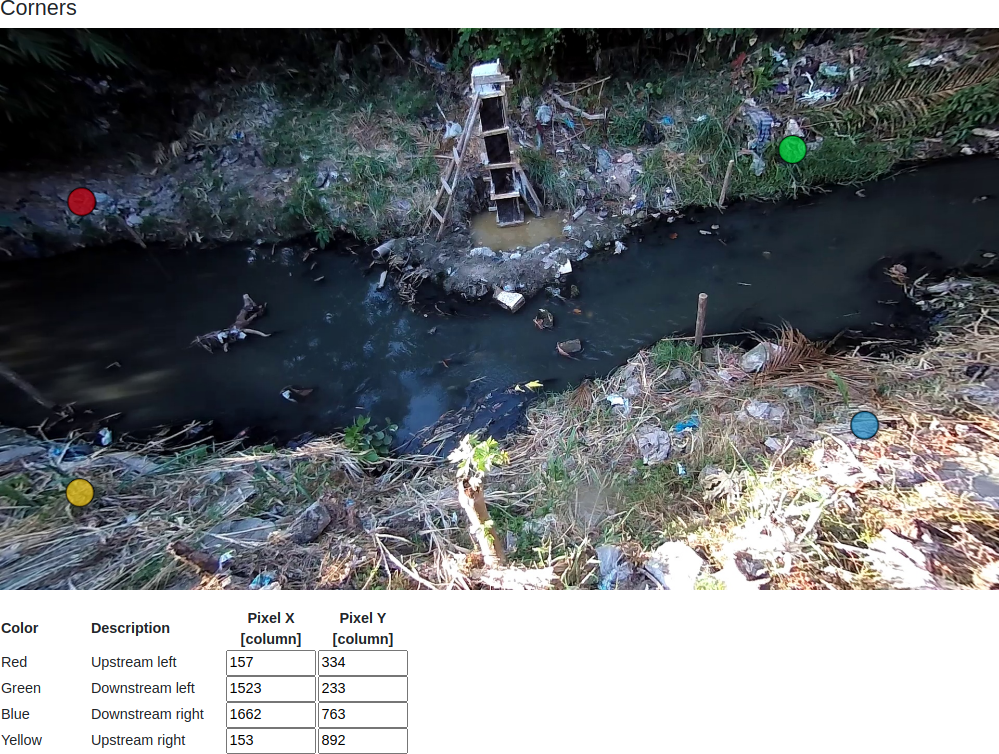 Corners
Color Description Pixel X [column] Pixel Y [column]
Red Upstream left 157 334
Green Downstream left 1523 233
Blue Downstream right 1662 763
Yellow Upstream right 153 892